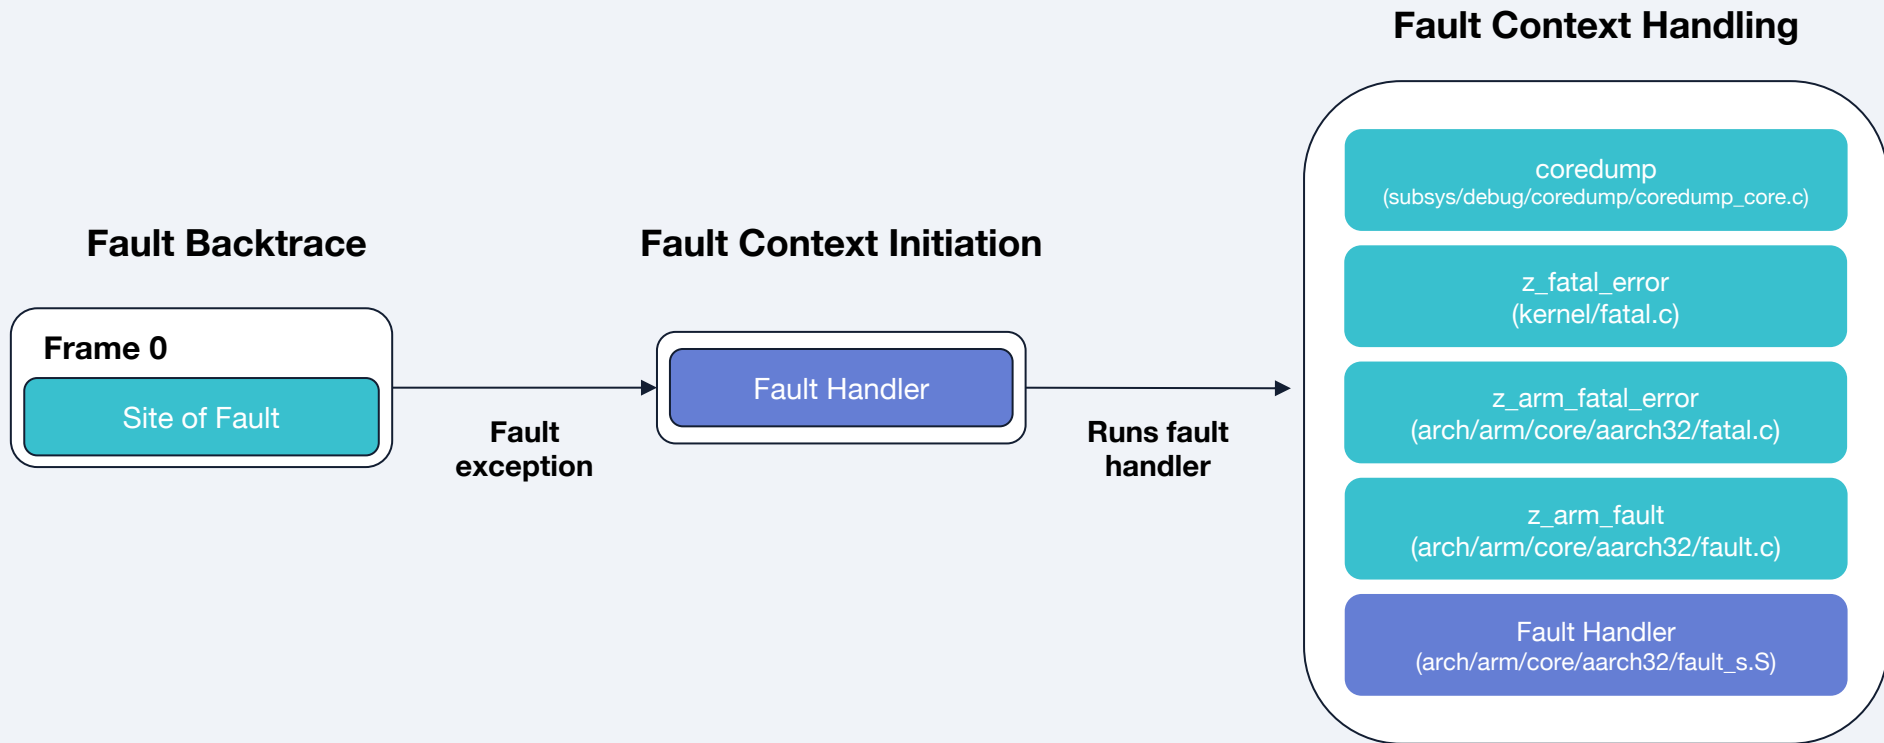 Fault Context Handling
coredump
(subsys/debug/coredump/coredump_core.c)
z_fatal_error
(kernel/fatal.c)
z_arm_fatal_error
(arch/arm/core/aarch32/fatal.c)
z_arm_fault
(arch/arm/core/aarch32/fault.c)
Fault Handler
(arch/arm/core/aarch32/fault_s.S)
Fault Backtrace
Frame 0
Site of Fault
Fault
exception
Fault Context Initiation
Fault Handler
Runs fault
handler